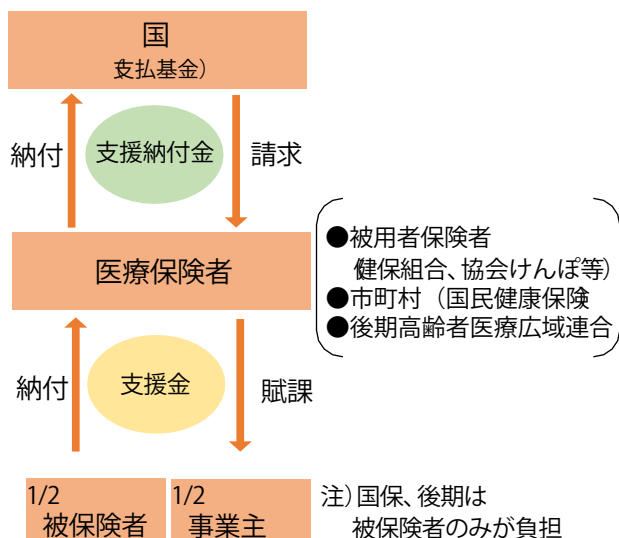 国
支払基金）
納付
支援納付金
請求
医療保険者
●被用者保険者
健保組合、協会けんぽ等）
●市町村（国民健康保険
●後期高齢者医療広域連合
納付
支援金
賦課
1/2
被保険者
1/2
事業主
注）国保、後期は
被保険者のみが負担